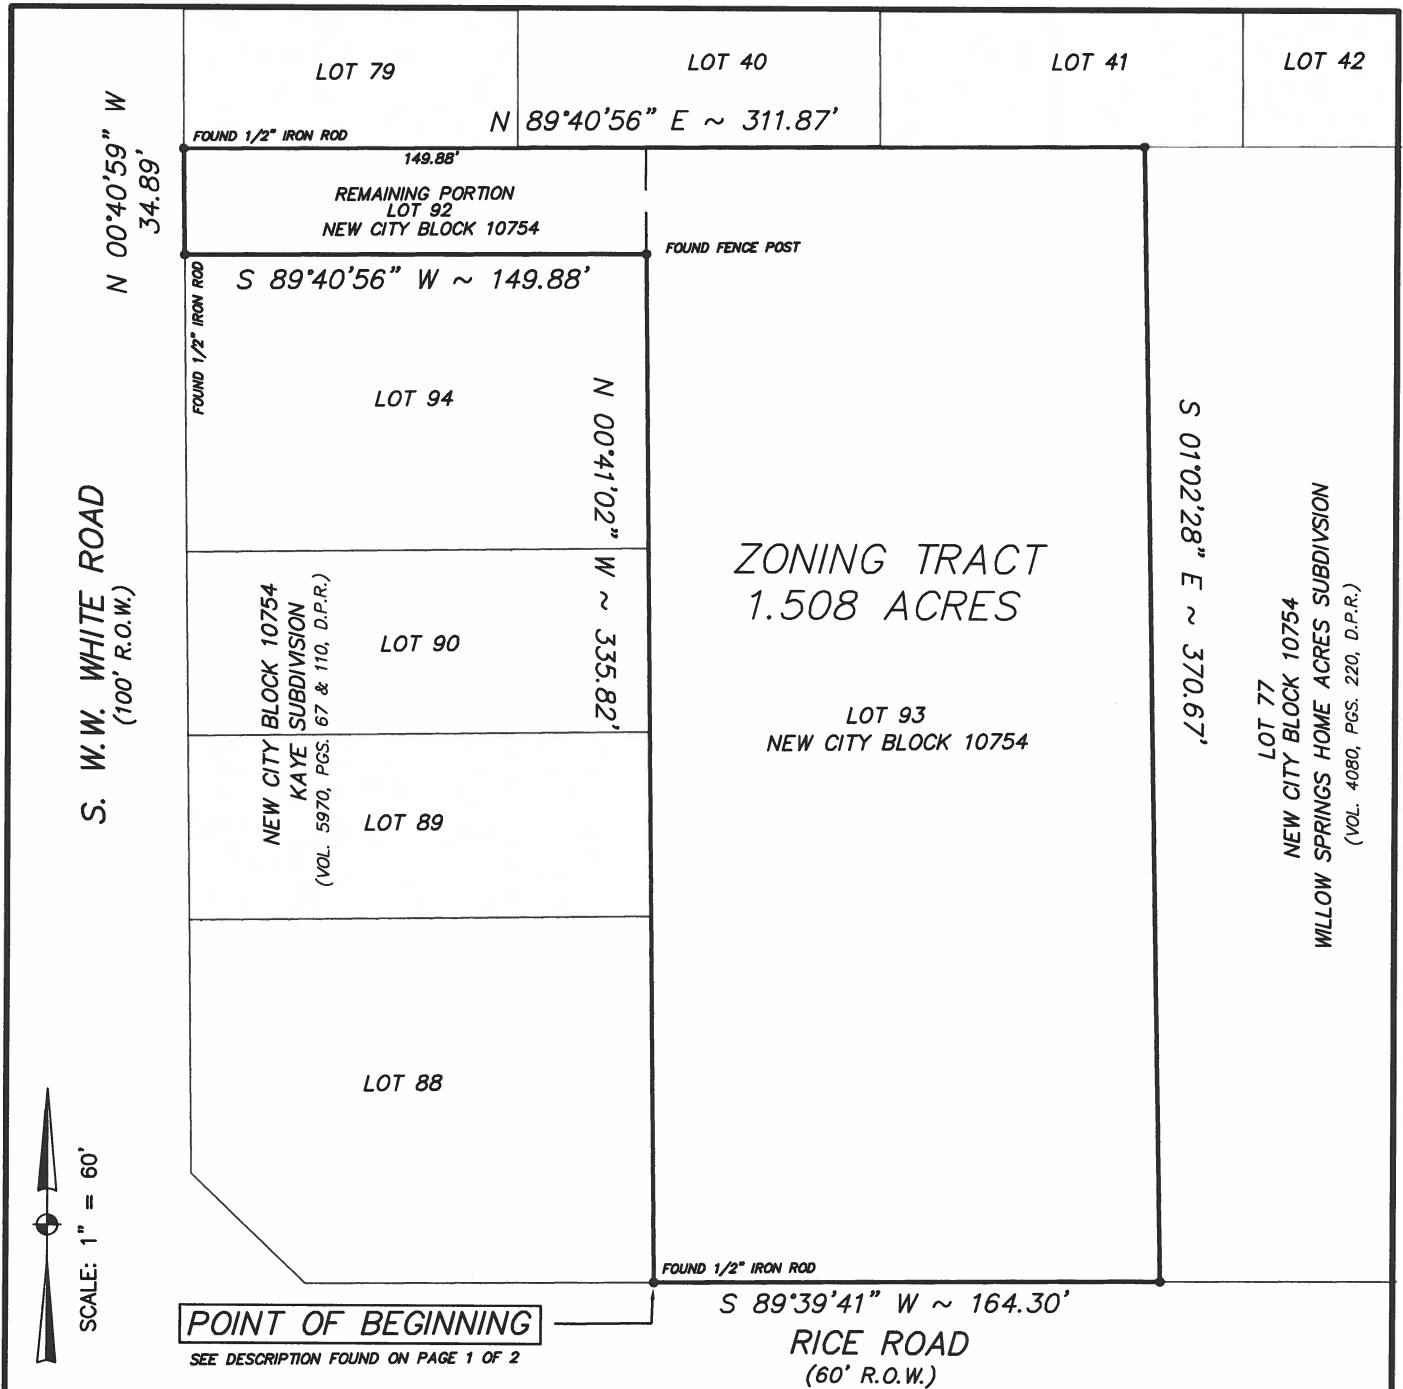 LOT 79
LOT 40
LOT 41
LOT 42
N 89°40'56" E ~ 311.87'
FOUND 1/2" IRON ROD
149.88'
N 00°40'59" W
34.89'
REMAINING PORTION
LOT 92
NEW CITY BLOCK 10754
FOUND FENCE POST
S 89°40'56" W ~ 149.88'
FOUND 1/2" IRON ROD
LOT 94
N 00°41'02" W ~ 335.82'
S 01°02'28" E ~ 370.67'
S. W.W. WHITE ROAD
(100' R.O.W.)
ZONING TRACT
1.508 ACRES
NEW CITY BLOCK 10754
KAYE SUBDIVISION
(VOL. 5970, PGS. 67 & 110, D.P.R.)
LOT 90
LOT 93
NEW CITY BLOCK 10754
LOT 77
NEW CITY BLOCK 10754
WILLOW SPRINGS HOME ACRES SUBDIVSION
(VOL. 4080, PGS. 220, D.P.R.)
LOT 89
LOT 88
SCALE: 1" = 60'
FOUND 1/2" IRON ROD
S 89°39'41" W ~ 164.30'
POINT OF BEGINNING
SEE DESCRIPTION FOUND ON PAGE 1 OF 2
RICE ROAD
(60' R.O.W.)